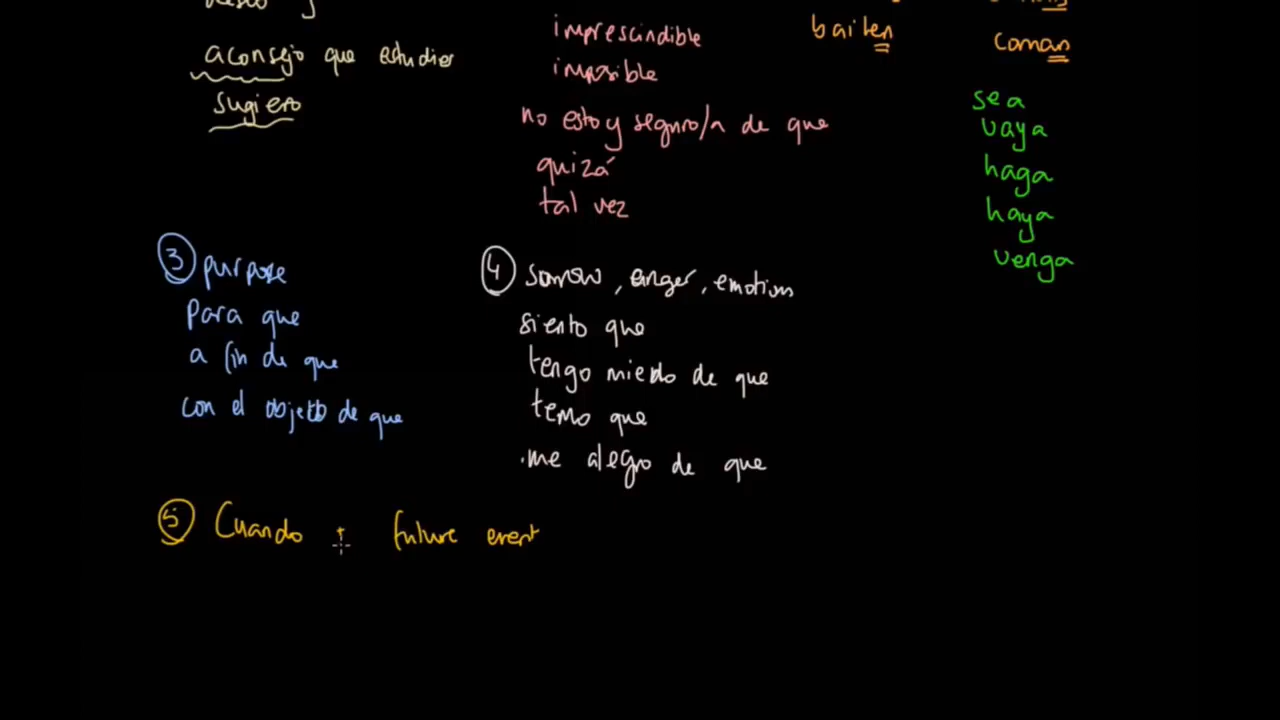 aconsejo que estudies
sugiero
imprescindible
imposible
no estoy seguro/a de que
quizá
tal vez
bailen
coman
sea
vaya
haga
haya
venga
③ purpose
para que
a fin de que
con el objeto de que
④ sorrow, anger, emotion
siento que
tengo miedo de que
temo que
.me alegro de que
⑤ Cuando + future event